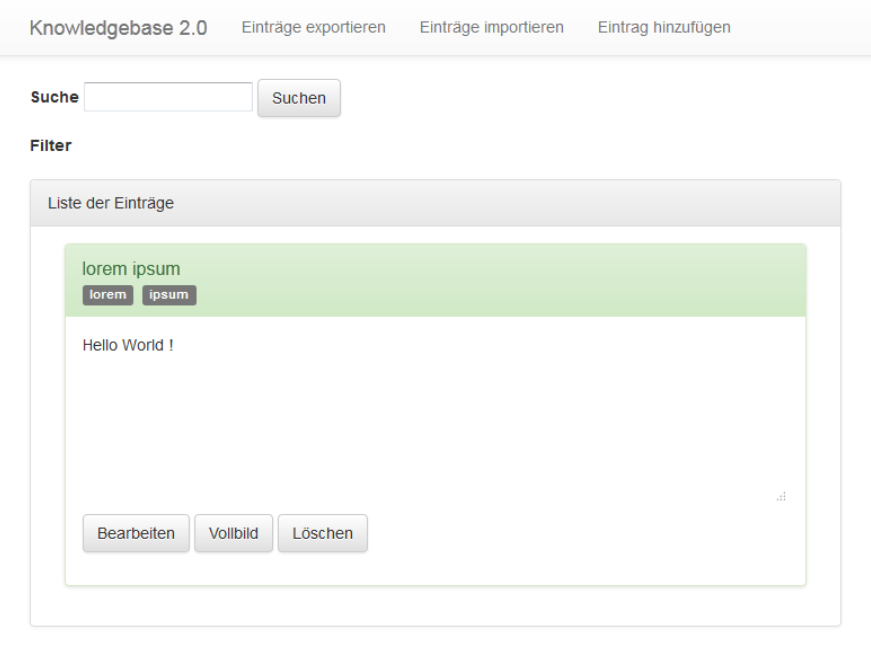 Knowledgebase 2.0 Einträge exportieren Einträge importieren Eintrag hinzufügen
Suche Suchen
Filter
Liste der Einträge
lorem ipsum
lorem ipsum
Hello World !
Bearbeiten Vollbild Löschen